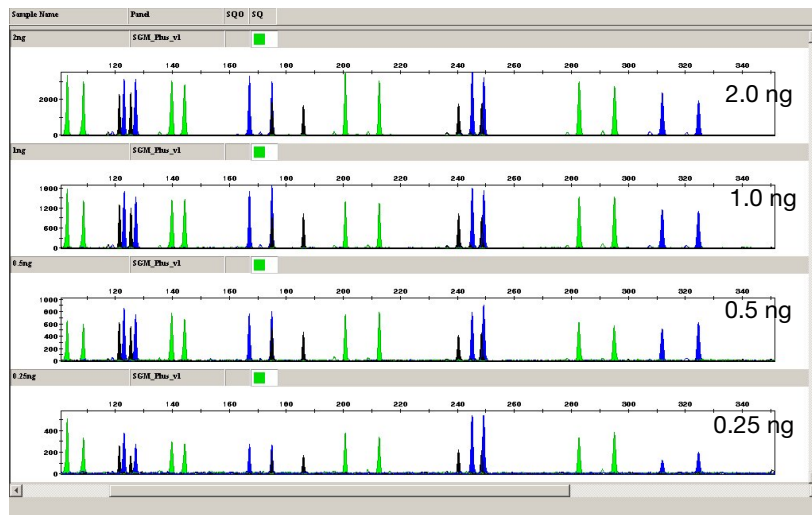 Sample Name Panel SQO SQ
2ng SGM_Plus_v1
120 140 160 180 200 220 240 260 280 300 320 340
2000
0
2.0 ng
1ng SGM_Plus_v1
120 140 160 180 200 220 240 260 280 300 320 340
1800
1200
600
0
1.0 ng
0.5ng SGM_Plus_v1
120 140 160 180 200 220 240 260 280 300 320 340
1000
800
600
400
200
0
0.5 ng
0.25ng SGM_Plus_v1
120 140 160 180 200 220 240 260 280 300 320 340
400
200
0
0.25 ng